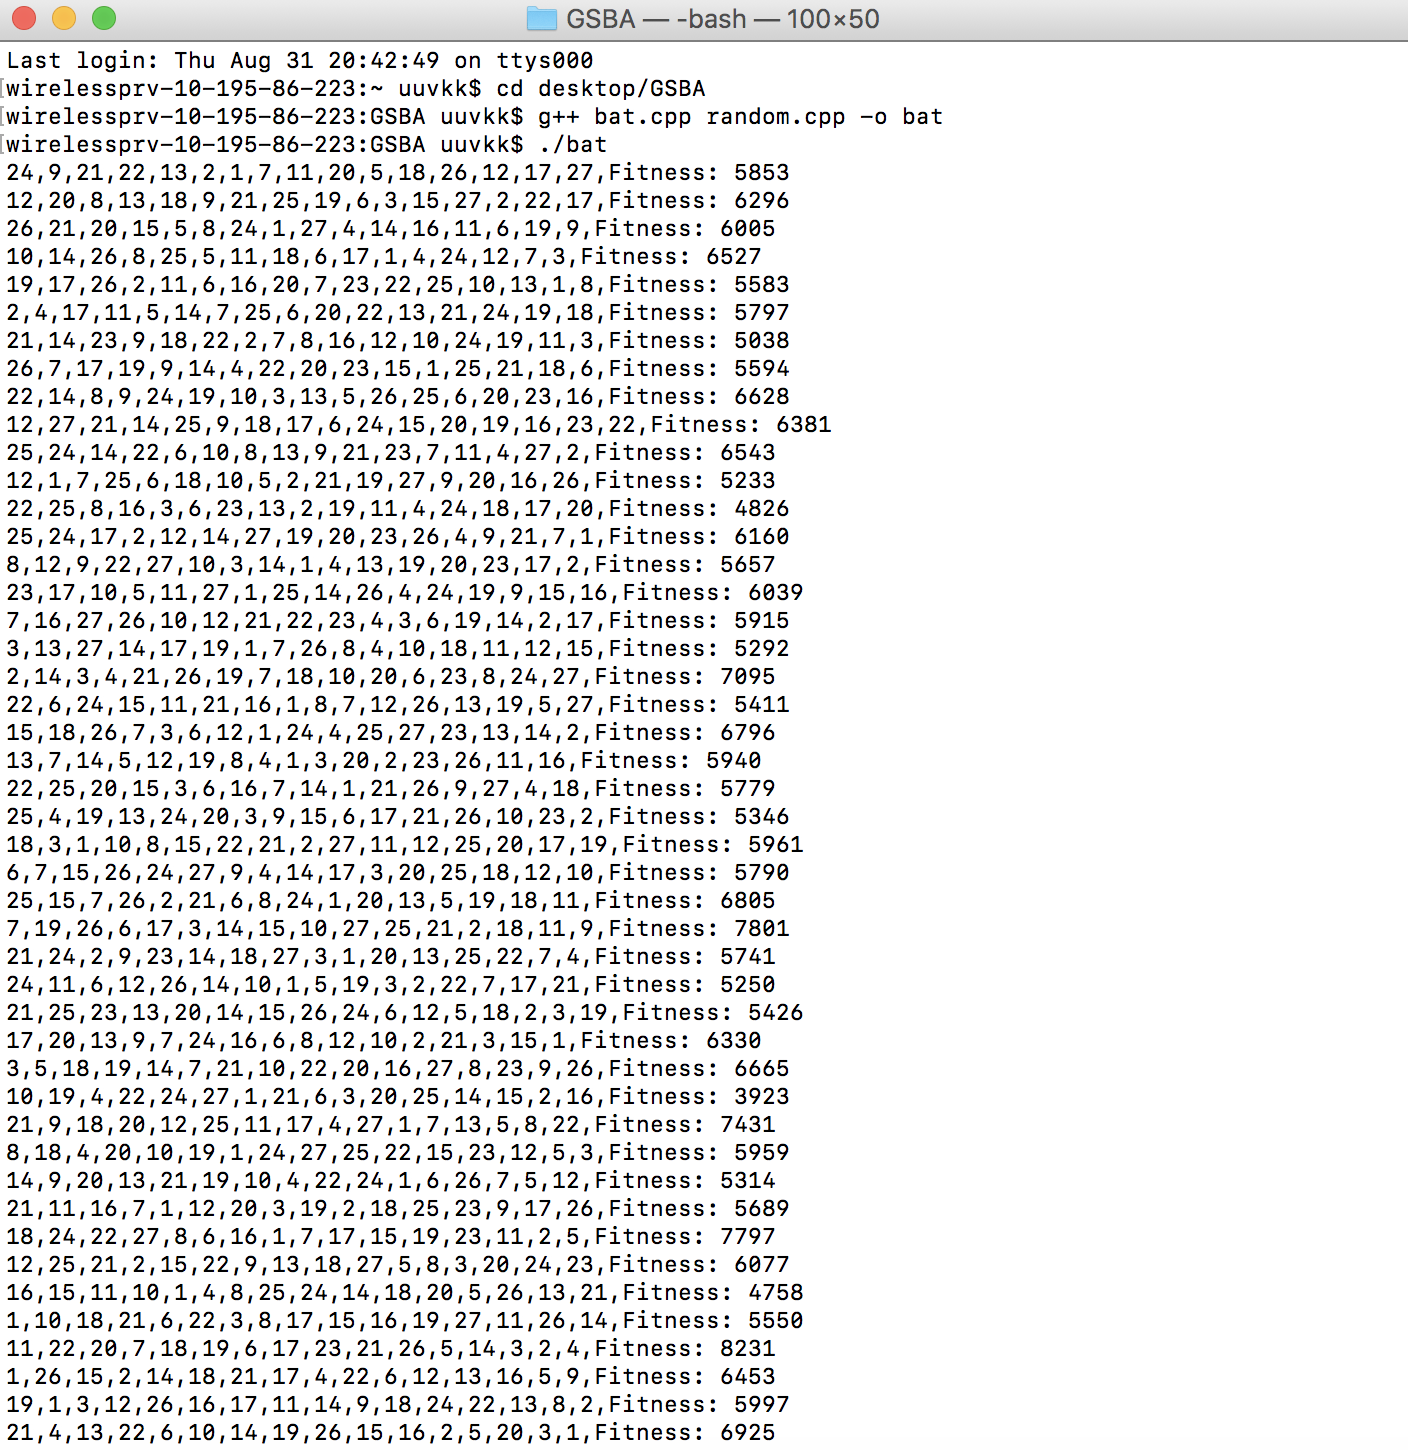 GSBA — -bash — 100×50
Last login: Thu Aug 31 20:42:49 on ttys000
[wirelessprv-10-195-86-223:~ uuvkk$ cd desktop/GSBA
[wirelessprv-10-195-86-223:GSBA uuvkk$ g++ bat.cpp random.cpp -o bat
[wirelessprv-10-195-86-223:GSBA uuvkk$ ./bat
24,9,21,22,13,2,1,7,11,20,5,18,26,12,17,27,Fitness: 5853
12,20,8,13,18,9,21,25,19,6,3,15,27,2,22,17,Fitness: 6296
26,21,20,15,5,8,24,1,27,4,14,16,11,6,19,9,Fitness: 6005
10,14,26,8,25,5,11,18,6,17,1,4,24,12,7,3,Fitness: 6527
19,17,26,2,11,6,16,20,7,23,22,25,10,13,1,8,Fitness: 5583
2,4,17,11,5,14,7,25,6,20,22,13,21,24,19,18,Fitness: 5797
21,14,23,9,18,22,2,7,8,16,12,10,24,19,11,3,Fitness: 5038
26,7,17,19,9,14,4,22,20,23,15,1,25,21,18,6,Fitness: 5594
22,14,8,9,24,19,10,3,13,5,26,25,6,20,23,16,Fitness: 6628
12,27,21,14,25,9,18,17,6,24,15,20,19,16,23,22,Fitness: 6381
25,24,14,22,6,10,8,13,9,21,23,7,11,4,27,2,Fitness: 6543
12,1,7,25,6,18,10,5,2,21,19,27,9,20,16,26,Fitness: 5233
22,25,8,16,3,6,23,13,2,19,11,4,24,18,17,20,Fitness: 4826
25,24,17,2,12,14,27,19,20,23,26,4,9,21,7,1,Fitness: 6160
8,12,9,22,27,10,3,14,1,4,13,19,20,23,17,2,Fitness: 5657
23,17,10,5,11,27,1,25,14,26,4,24,19,9,15,16,Fitness: 6039
7,16,27,26,10,12,21,22,23,4,3,6,19,14,2,17,Fitness: 5915
3,13,27,14,17,19,1,7,26,8,4,10,18,11,12,15,Fitness: 5292
2,14,3,4,21,26,19,7,18,10,20,6,23,8,24,27,Fitness: 7095
22,6,24,15,11,21,16,1,8,7,12,26,13,19,5,27,Fitness: 5411
15,18,26,7,3,6,12,1,24,4,25,27,23,13,14,2,Fitness: 6796
13,7,14,5,12,19,8,4,1,3,20,2,23,26,11,16,Fitness: 5940
22,25,20,15,3,6,16,7,14,1,21,26,9,27,4,18,Fitness: 5779
25,4,19,13,24,20,3,9,15,6,17,21,26,10,23,2,Fitness: 5346
18,3,1,10,8,15,22,21,2,27,11,12,25,20,17,19,Fitness: 5961
6,7,15,26,24,27,9,4,14,17,3,20,25,18,12,10,Fitness: 5790
25,15,7,26,2,21,6,8,24,1,20,13,5,19,18,11,Fitness: 6805
7,19,26,6,17,3,14,15,10,27,25,21,2,18,11,9,Fitness: 7801
21,24,2,9,23,14,18,27,3,1,20,13,25,22,7,4,Fitness: 5741
24,11,6,12,26,14,10,1,5,19,3,2,22,7,17,21,Fitness: 5250
21,25,23,13,20,14,15,26,24,6,12,5,18,2,3,19,Fitness: 5426
17,20,13,9,7,24,16,6,8,12,10,2,21,3,15,1,Fitness: 6330
3,5,18,19,14,7,21,10,22,20,16,27,8,23,9,26,Fitness: 6665
10,19,4,22,24,27,1,21,6,3,20,25,14,15,2,16,Fitness: 3923
21,9,18,20,12,25,11,17,4,27,1,7,13,5,8,22,Fitness: 7431
8,18,4,20,10,19,1,24,27,25,22,15,23,12,5,3,Fitness: 5959
14,9,20,13,21,19,10,4,22,24,1,6,26,7,5,12,Fitness: 5314
21,11,16,7,1,12,20,3,19,2,18,25,23,9,17,26,Fitness: 5689
18,24,22,27,8,6,16,1,7,17,15,19,23,11,2,5,Fitness: 7797
12,25,21,2,15,22,9,13,18,27,5,8,3,20,24,23,Fitness: 6077
16,15,11,10,1,4,8,25,24,14,18,20,5,26,13,21,Fitness: 4758
1,10,18,21,6,22,3,8,17,15,16,19,27,11,26,14,Fitness: 5550
11,22,20,7,18,19,6,17,23,21,26,5,14,3,2,4,Fitness: 8231
1,26,15,2,14,18,21,17,4,22,6,12,13,16,5,9,Fitness: 6453
19,1,3,12,26,16,17,11,14,9,18,24,22,13,8,2,Fitness: 5997
21,4,13,22,6,10,14,19,26,15,16,2,5,20,3,1,Fitness: 6925